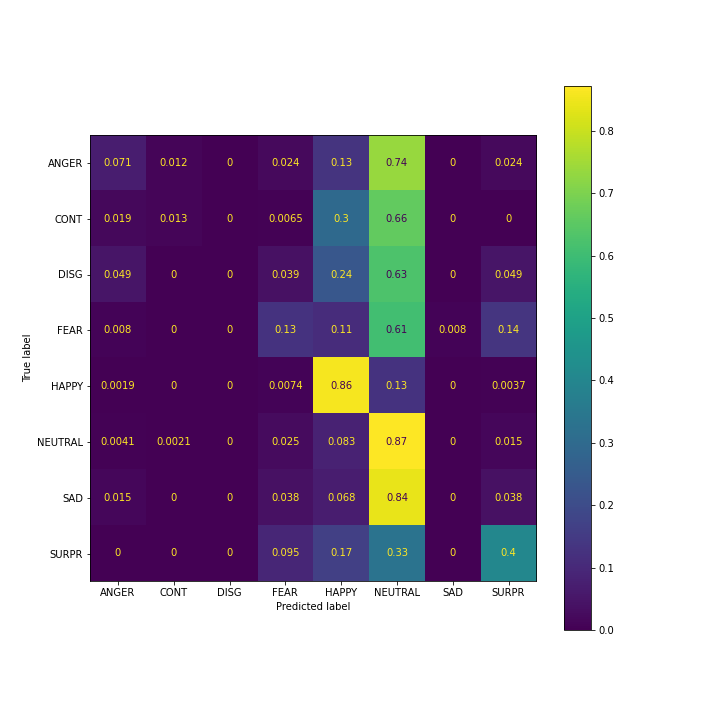 ANGER 0.071 0.012 0 0.024 0.13 0.74 0 0.024
CONT 0.019 0.013 0 0.0065 0.3 0.66 0 0
DISG 0.049 0 0 0.039 0.24 0.63 0 0.049
FEAR 0.008 0 0 0.13 0.11 0.61 0.008 0.14
HAPPY 0.0019 0 0 0.0074 0.86 0.13 0 0.0037
NEUTRAL 0.0041 0.0021 0 0.025 0.083 0.87 0 0.015
SAD 0.015 0 0 0.038 0.068 0.84 0 0.038
SURPR 0 0 0 0.095 0.17 0.33 0 0.4
ANGER CONT DISG FEAR HAPPY NEUTRAL SAD SURPR
Predicted label
True label
0.8
0.7
0.6
0.5
0.4
0.3
0.2
0.1
0.0